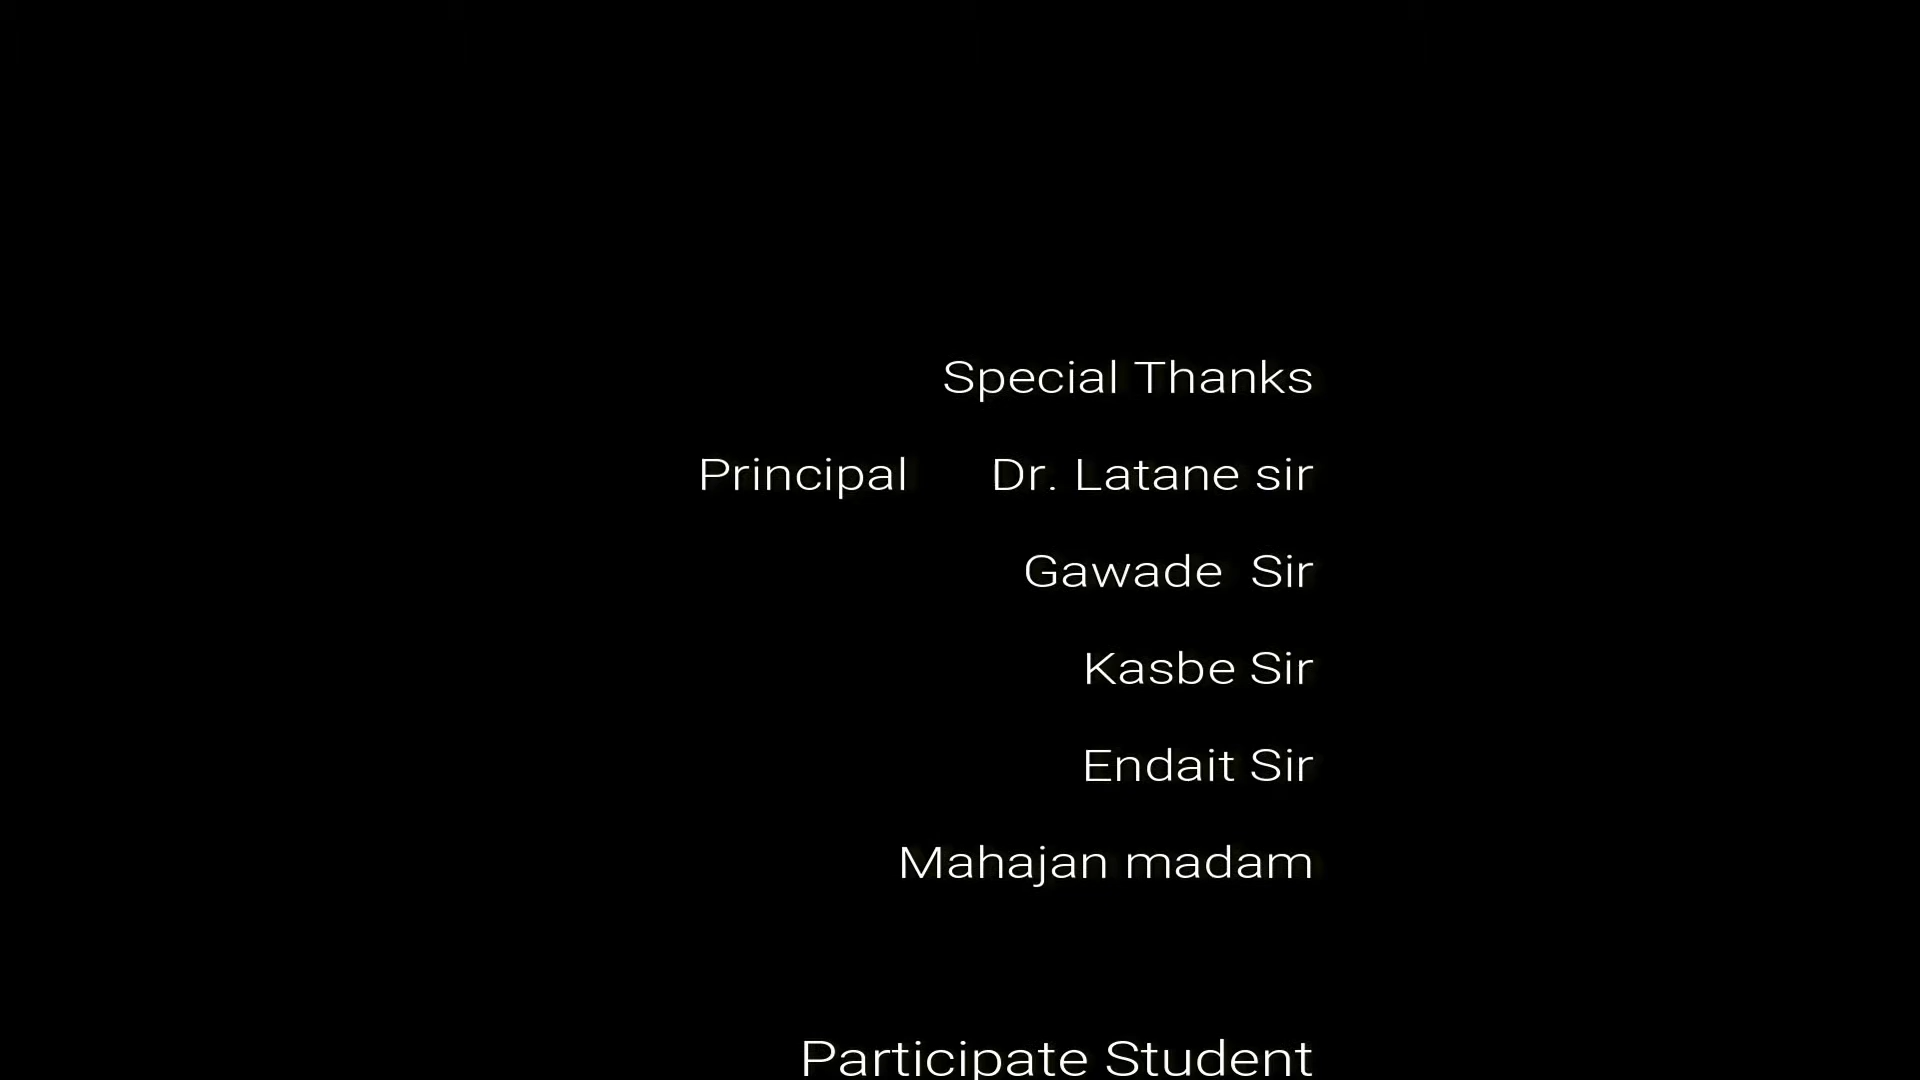 Special Thanks
Principal Dr. Latane sir
Gawade Sir
Kasbe Sir
Endait Sir
Mahajan madam
Participate Student